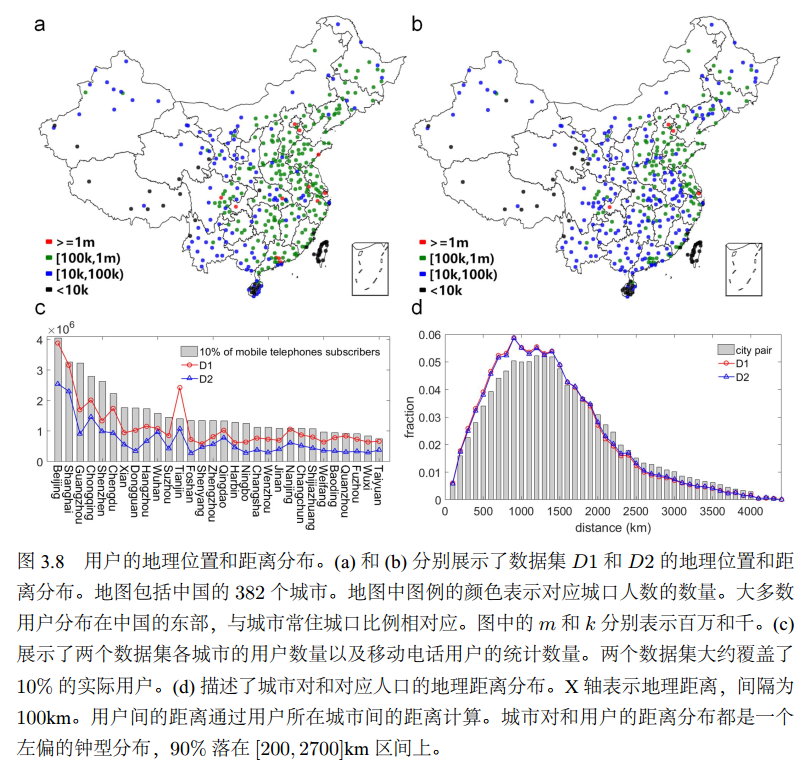 a
b
>=1m
[100k,1m)
[10k,100k)
<10k
>=1m
[100k,1m)
[10k,100k)
<10k
c
×10⁶
4
3
2
1
0
10% of mobile telephones subscribers
D1
D2
Beijing
Shanghai
Guangzhou
Chongqing
Shenzhen
Chengdu
Xian
Dongguan
Hangzhou
Wuhan
Suzhou
Tianjin
Foshan
Shenyang
Zhengzhou
Qingdao
Harbin
Ningbo
Changsha
Wenzhou
Jinan
Nanjing
Changchun
Shijiazhuang
Weifang
Baoding
Quanzhou
Fuzhou
Wuxi
Taiyuan
d
0.06
0.05
0.04
0.03
0.02
0.01
0
fraction
city pair
D1
D2
0 500 1000 1500 2000 2500 3000 3500 4000
distance (km)
图 3.8 用户的地理位置和距离分布。(a) 和 (b) 分别展示了数据集 D1 和 D2 的地理位置和距
离分布。地图包括中国的 382 个城市。地图中图例的颜色表示对应城口人数的数量。大多数
用户分布在中国的东部，与城市常住城口比例相对应。图中的 m 和 k 分别表示百万和千。(c)
展示了两个数据集各城市的用户数量以及移动电话用户的统计数量。两个数据集大约覆盖了
10% 的实际用户。(d) 描述了城市对和对应人口的地理距离分布。X 轴表示地理距离，间隔为
100km。用户间的距离通过用户所在城市间的距离计算。城市对和用户的距离分布都是一个
左偏的钟型分布，90% 落在 [200, 2700]km 区间上。